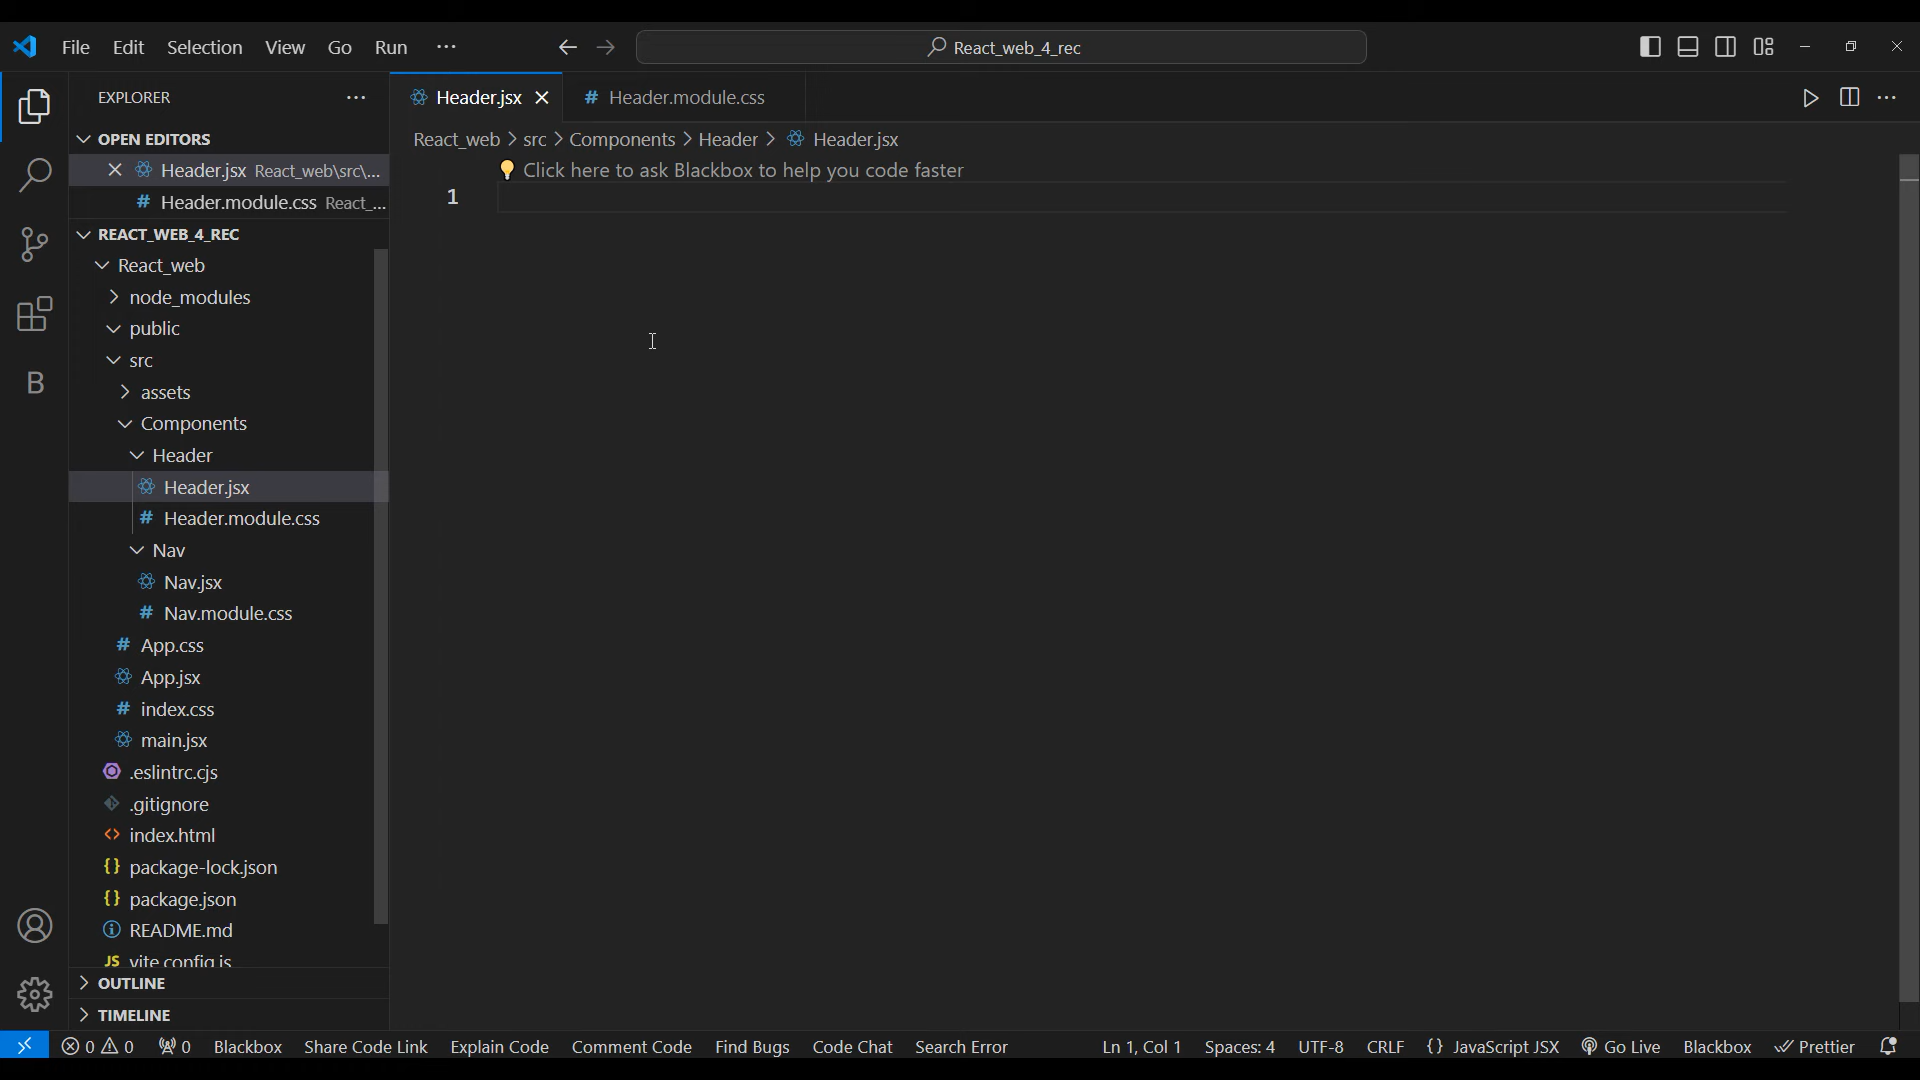 File Edit Selection View Go Run ··· React_web_4_rec
EXPLORER ···
Header.jsx # Header.module.css
OPEN EDITORS
React_web > src > Components > Header > Header.jsx
Header.jsx React_web\src\...
Click here to ask Blackbox to help you code faster
# Header.module.css React_...
1
REACT_WEB_4_REC
React_web
node_modules
public
src
assets
B
Components
Header
Header.jsx
# Header.module.css
Nav
Nav.jsx
# Nav.module.css
# App.css
App.jsx
# index.css
main.jsx
.eslintrc.cjs
.gitignore
<> index.html
{} package-lock.json
{} package.json
README.md
JS vite.config.js
OUTLINE
TIMELINE
0 0 0 Blackbox Share Code Link Explain Code Comment Code Find Bugs Code Chat Search Error Ln 1, Col 1 Spaces: 4 UTF-8 CRLF {} JavaScript JSX Go Live Blackbox Prettier